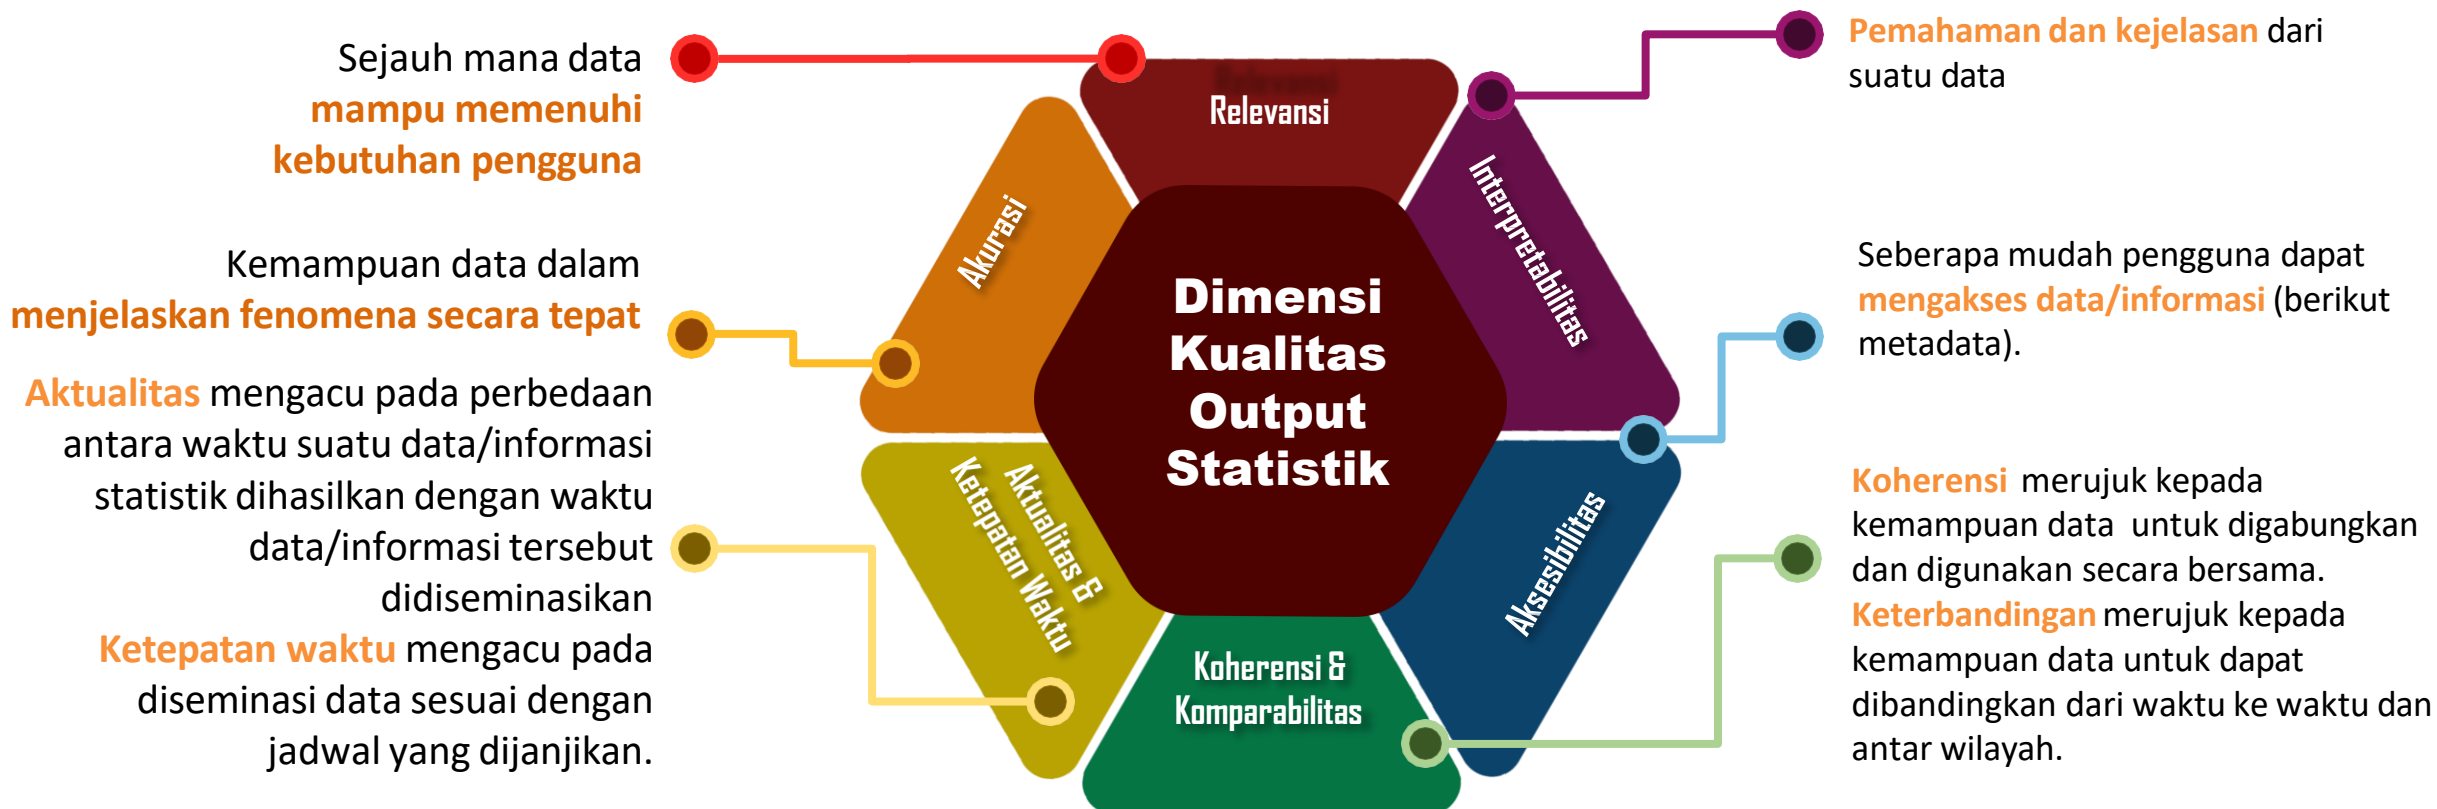 Sejauh mana data
mampu memenuhi
kebutuhan pengguna
Kemampuan data dalam
menjelaskan fenomena secara tepat
Aktualitas mengacu pada perbedaan
antara waktu suatu data/informasi
statistik dihasilkan dengan waktu
data/informasi tersebut
didiseminasikan
Ketepatan waktu mengacu pada
diseminasi data sesuai dengan
jadwal yang dijanjikan.
Relevansi
Akurasi
Interpretabilitas
Dimensi
Kualitas
Output
Statistik
Aktualitas &
Ketepatan Waktu
Aksesibilitas
Koherensi &
Komparabilitas
Pemahaman dan kejelasan dari
suatu data
Seberapa mudah pengguna dapat
mengakses data/informasi (berikut
metadata).
Koherensi merujuk kepada
kemampuan data untuk digabungkan
dan digunakan secara bersama.
Keterbandingan merujuk kepada
kemampuan data untuk dapat
dibandingkan dari waktu ke waktu dan
antar wilayah.